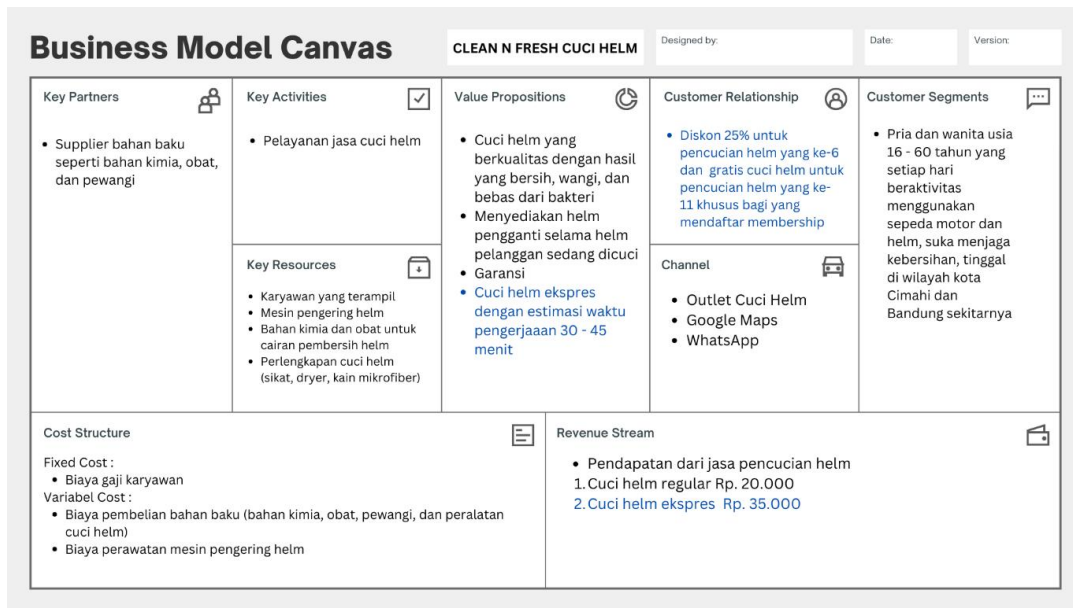 Business Model Canvas
CLEAN N FRESH CUCI HELM
Designed by:
Date:
Version:
Key Partners
• Supplier bahan baku
seperti bahan kimia, obat,
dan pewangi
Key Activities
• Pelayanan jasa cuci helm
Key Resources
• Karyawan yang terampil
• Mesin pengering helm
• Bahan kimia dan obat untuk
cairan pembersih helm
• Perlengkapan cuci helm
(sikat, dryer, kain mikrofiber)
Value Propositions
• Cuci helm yang
berkualitas dengan hasil
yang bersih, wangi, dan
bebas dari bakteri
• Menyediakan helm
pengganti selama helm
pelanggan sedang dicuci
• Garansi
• Cuci helm ekspres
dengan estimasi waktu
pengerjaaan 30 - 45
menit
Customer Relationship
• Diskon 25% untuk
pencucian helm yang ke-6
dan gratis cuci helm untuk
pencucian helm yang ke-
11 khusus bagi yang
mendaftar membership
Channel
• Outlet Cuci Helm
• Google Maps
• WhatsApp
Customer Segments
• Pria dan wanita usia
16 - 60 tahun yang
setiap hari
beraktivitas
menggunakan
sepeda motor dan
helm, suka menjaga
kebersihan, tinggal
di wilayah kota
Cimahi dan
Bandung sekitarnya
Cost Structure
Fixed Cost :
• Biaya gaji karyawan
Variabel Cost :
• Biaya pembelian bahan baku (bahan kimia, obat, pewangi, dan peralatan
cuci helm)
• Biaya perawatan mesin pengering helm
Revenue Stream
• Pendapatan dari jasa pencucian helm
1. Cuci helm regular Rp. 20.000
2. Cuci helm ekspres Rp. 35.000